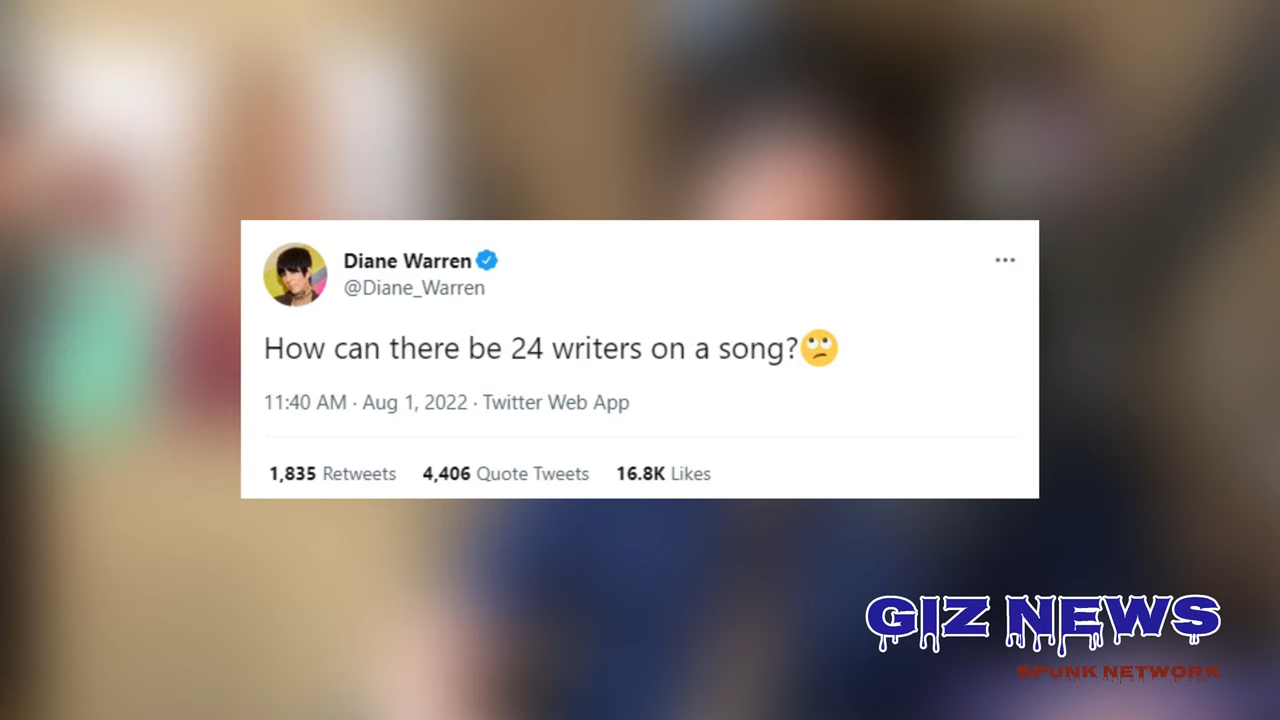 Diane Warren
@Diane_Warren
How can there be 24 writers on a song?🙄
11:40 AM · Aug 1, 2022 · Twitter Web App
1,835 Retweets 4,406 Quote Tweets 16.8K Likes
GIZ NEWS
SPUNK NETWORK